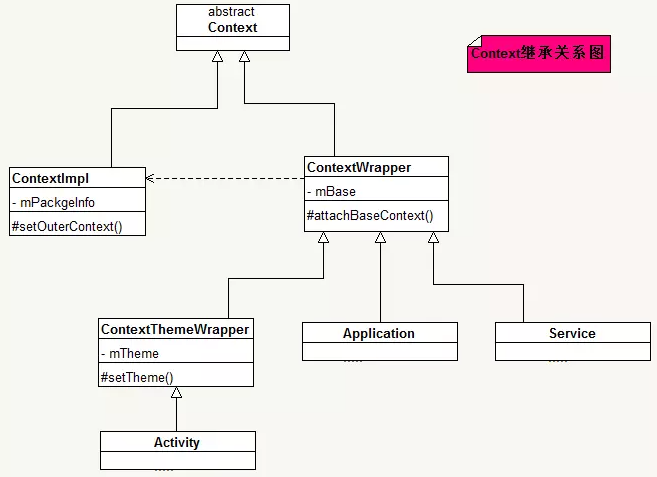 abstract
Context
Context继承关系图
ContextImpl
- mPackgeInfo
#setOuterContext()
ContextWrapper
- mBase
#attachBaseContext()
ContextThemeWrapper
- mTheme
#setTheme()
Application
.....
Service
.....
Activity
.....